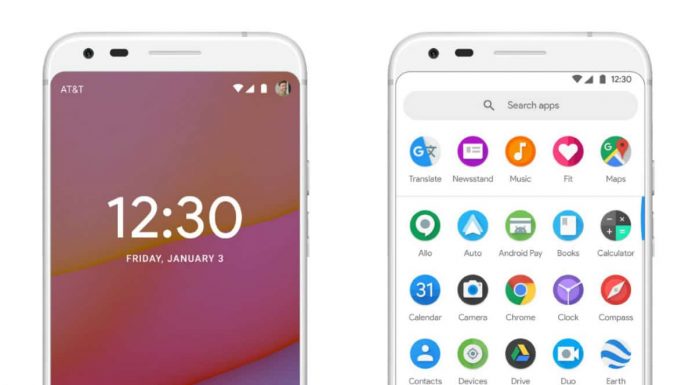 AT&T
12:30
FRIDAY, JANUARY 3
12:30
Search apps
Translate Newsstand Music Fit Maps
Allo Auto Android Pay Books Calculator
31
Calendar Camera Chrome Clock Compass
Contacts Devices Drive Duo Earth